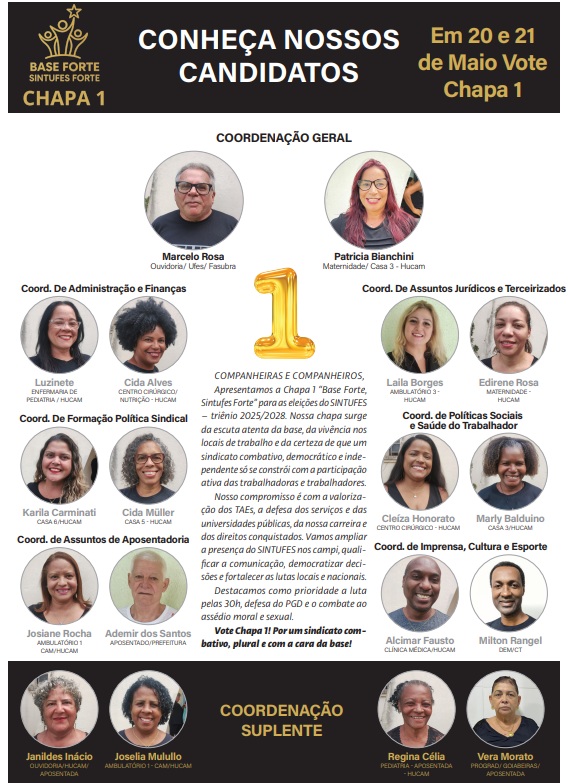 BASE FORTE
SINTUFES FORTE
CHAPA 1
CONHEÇA NOSSOS
CANDIDATOS
Em 20 e 21
de Maio Vote
Chapa 1
COORDENAÇÃO GERAL
Marcelo Rosa
Ouvidoria/ Ufes/ Fasubra
Patricia Bianchini
Maternidade/ Casa 3 - Hucam
Coord. De Administração e Finanças
Luzinete
ENFERMARIA DE
PEDIATRIA / HUCAM
Cida Alves
CENTRO CIRÚRGICO/
NUTRIÇÃO - HUCAM
Coord. De Formação Política Sindical
Karila Carminati
CASA 6/HUCAM
Cida Müller
CASA 5 - HUCAM
Coord. de Assuntos de Aposentadoria
Josiane Rocha
AMBULATÓRIO 1
CAM/HUCAM
Ademir dos Santos
APOSENTADO/PREFEITURA
1
COMPANHEIRAS E COMPANHEIROS,
Apresentamos a Chapa 1 "Base Forte,
Sintufes Forte" para as eleições do SINTUFES
– triênio 2025/2028. Nossa chapa surge
da escuta atenta da base, da vivência nos
locais de trabalho e da certeza de que um
sindicato combativo, democrático e inde-
pendente só se constrói com a participação
ativa das trabalhadoras e trabalhadores.
Nosso compromisso é com a valoriza-
ção dos TAEs, a defesa dos serviços e das
universidades públicas, da nossa carreira e
dos direitos conquistados. Vamos ampliar
a presença do SINTUFES nos campi, quali-
ficar a comunicação, democratizar deci-
sões e fortalecer as lutas locais e nacionais.
Destacamos como prioridade a luta
pelas 30h, defesa do PGD e o combate ao
assédio moral e sexual.
Vote Chapa 1! Por um sindicato com-
bativo, plural e com a cara da base!
Coord. De Assuntos Jurídicos e Terceirizados
Laila Borges
AMBULATÓRIO 3 -
HUCAM
Edirene Rosa
MATERNIDADE -
HUCAM
Coord. de Políticas Sociais
e Saúde do Trabalhador
Cleíza Honorato
CENTRO CIRÚRGICO - HUCAM
Marly Balduino
CASA 3/HUCAM
Coord. de Imprensa, Cultura e Esporte
Alcimar Fausto
CLÍNICA MÉDICA/HUCAM
Milton Rangel
DEM/CT
Janildes Inácio
OUVIDORIA/HUCAM/
APOSENTADA
Joselia Mulullo
AMBULATÓRIO 1 - CAM/HUCAM
COORDENAÇÃO
SUPLENTE
Regina Célia
PEDIATRIA - APOSENTADA
- HUCAM
Vera Morato
PROGRAD/ GOIABEIRAS/
APOSENTADA